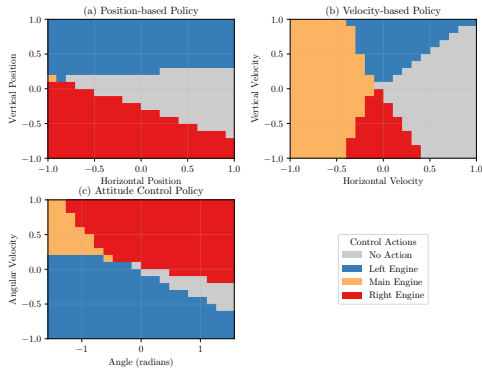 (a) Position-based Policy
Vertical Position
1.0
0.5
0.0
−0.5
−1.0
−1.0 −0.5 0.0 0.5 1.0
Horizontal Position
(b) Velocity-based Policy
Vertical Velocity
1.0
0.5
0.0
−0.5
−1.0
−1.0 −0.5 0.0 0.5 1.0
Horizontal Velocity
(c) Attitude Control Policy
Angular Velocity
1.0
0.5
0.0
−0.5
−1.0
−1 0 1
Angle (radians)
Control Actions
No Action
Left Engine
Main Engine
Right Engine